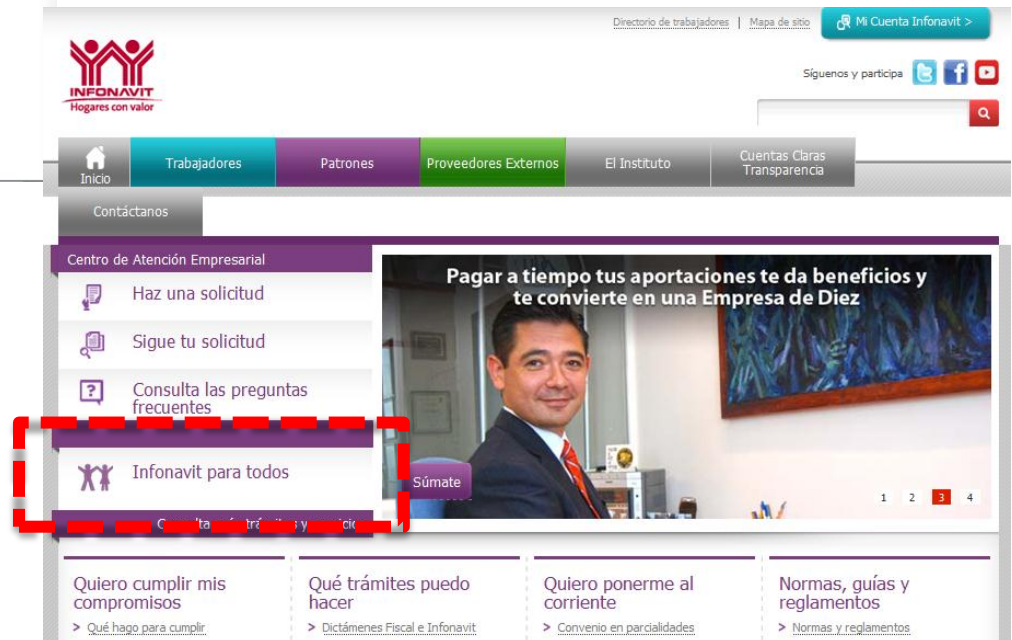 Directorio de trabajadores | Mapa de sitio
Mi Cuenta Infonavit >
INFONAVIT
Hogares con valor
Síguenos y participa
Inicio
Trabajadores
Patrones
Proveedores Externos
El Instituto
Cuentas Claras
Transparencia
Contáctanos
Centro de Atención Empresarial
Haz una solicitud
Sigue tu solicitud
Consulta las preguntas
frecuentes
Infonavit para todos
Pagar a tiempo tus aportaciones te da beneficios y
te convierte en una Empresa de Diez
Súmate
1 2 3 4
Quiero cumplir mis
compromisos
> Qué hago para cumplir
Qué trámites puedo
hacer
> Dictámenes Fiscal e Infonavit
Quiero ponerme al
corriente
> Convenio en parcialidades
Normas, guías y
reglamentos
> Normas y reglamentos